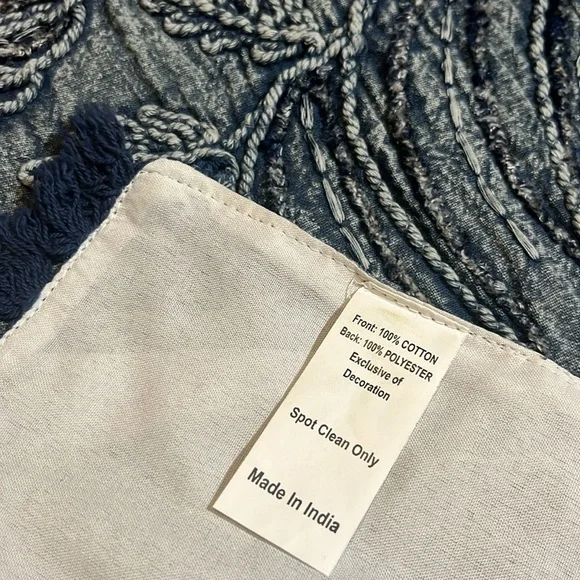 Front: 100% COTTON
Back: 100% POLYESTER
Exclusive of
Decoration
Spot Clean Only
Made In India